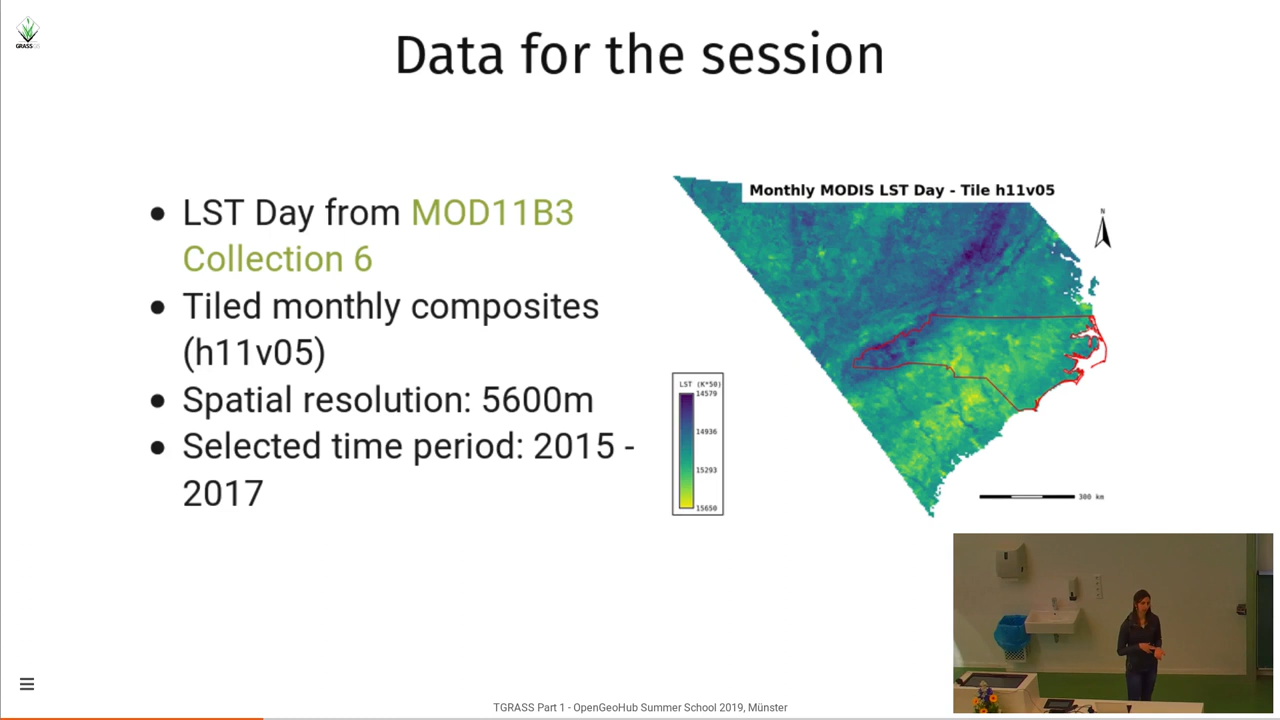 GRASS GIS
Data for the session
LST Day from MOD11B3
Collection 6
Tiled monthly composites
(h11v05)
Spatial resolution: 5600m
Selected time period: 2015 -
2017
Monthly MODIS LST Day - Tile h11v05
N
LST (K*50)
14579
14936
15293
15650
300 km
TGRASS Part 1 - OpenGeoHub Summer School 2019, Münster